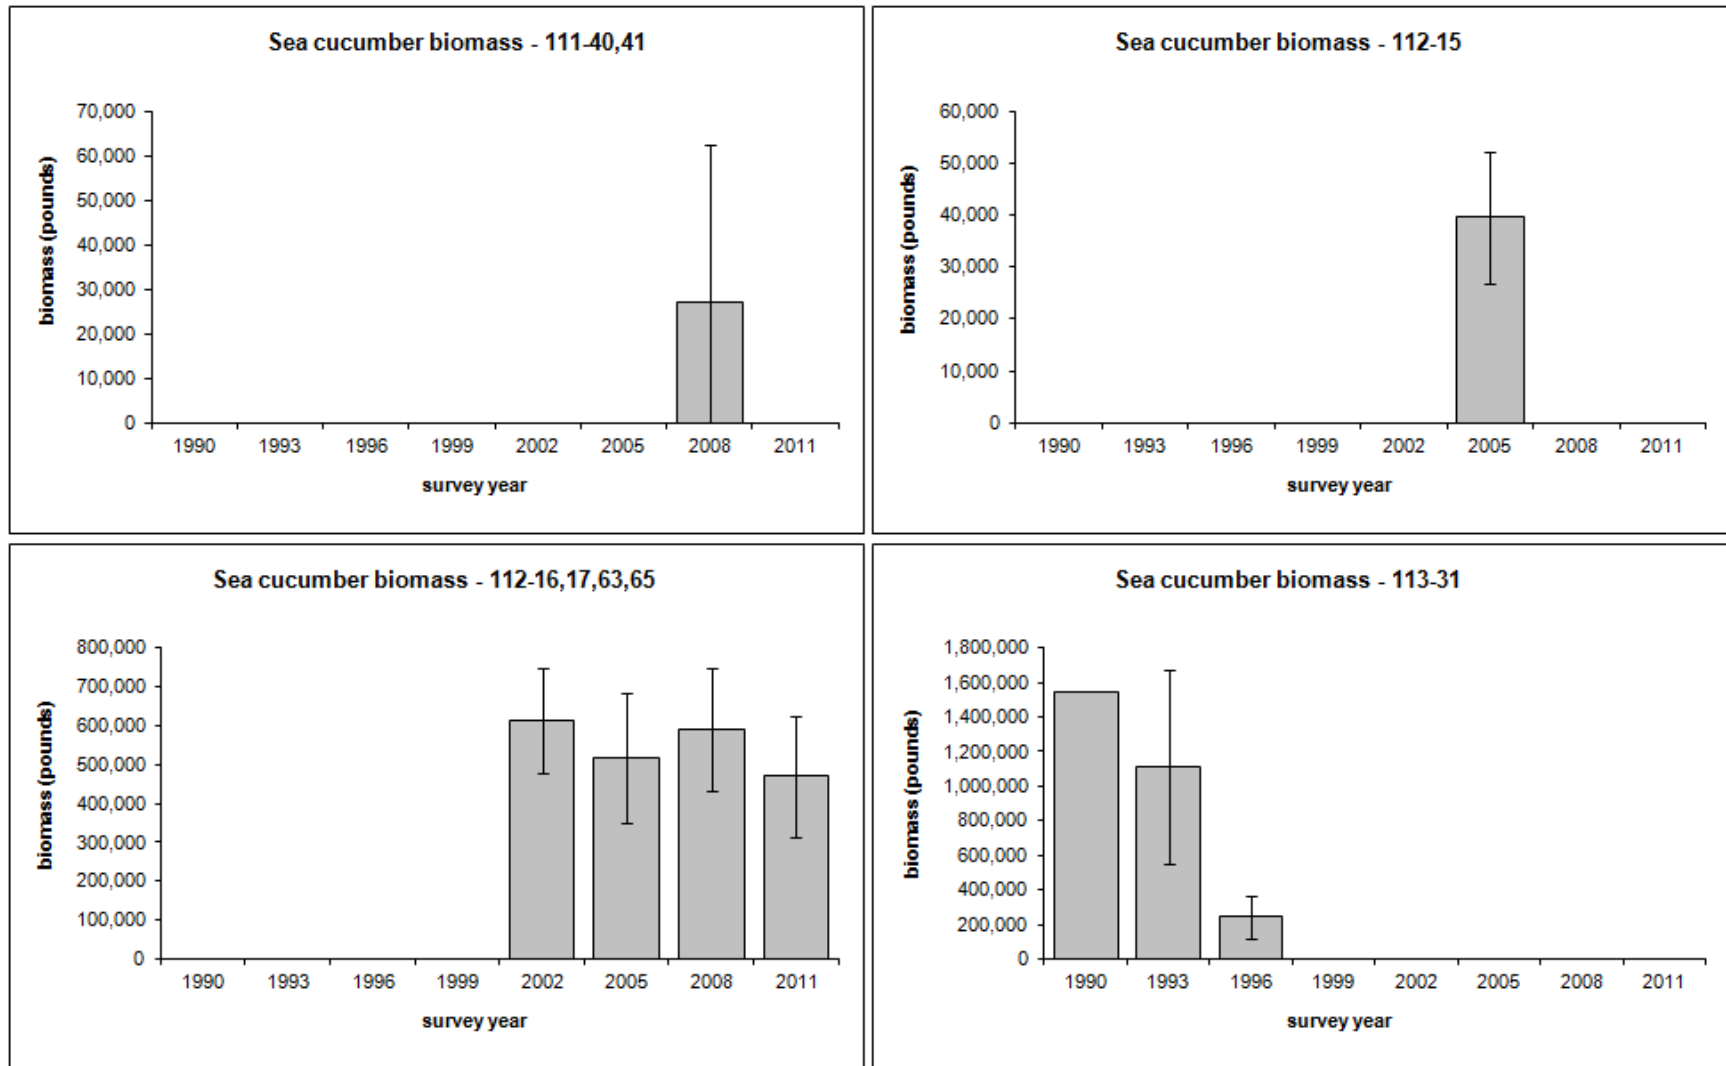 Sea cucumber biomass - 111-40,41
biomass (pounds)
70,000
60,000
50,000
40,000
30,000
20,000
10,000
0
1990 1993 1996 1999 2002 2005 2008 2011
survey year
Sea cucumber biomass - 112-15
biomass (pounds)
60,000
50,000
40,000
30,000
20,000
10,000
0
1990 1993 1996 1999 2002 2005 2008 2011
survey year
Sea cucumber biomass - 112-16,17,63,65
biomass (pounds)
800,000
700,000
600,000
500,000
400,000
300,000
200,000
100,000
0
1990 1993 1996 1999 2002 2005 2008 2011
survey year
Sea cucumber biomass - 113-31
biomass (pounds)
1,800,000
1,600,000
1,400,000
1,200,000
1,000,000
800,000
600,000
400,000
200,000
0
1990 1993 1996 1999 2002 2005 2008 2011
survey year